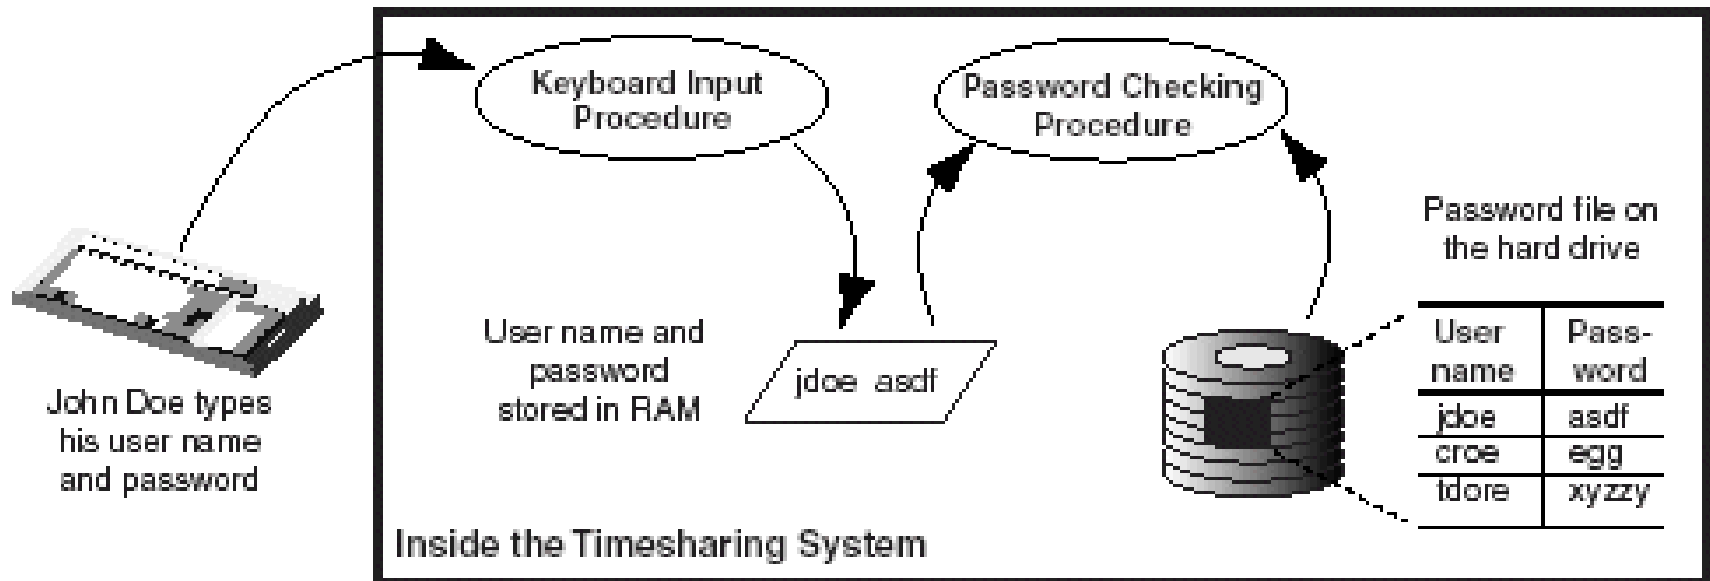 Keyboard Input
Procedure
Password Checking
Procedure
Password file on
the hard drive
John Doe types
his user name
and password
User name and
password
stored in RAM
jdoe asdf
User Pass-
name word
jdoe asdf
croe egg
tdore xyzzy
Inside the Timesharing System